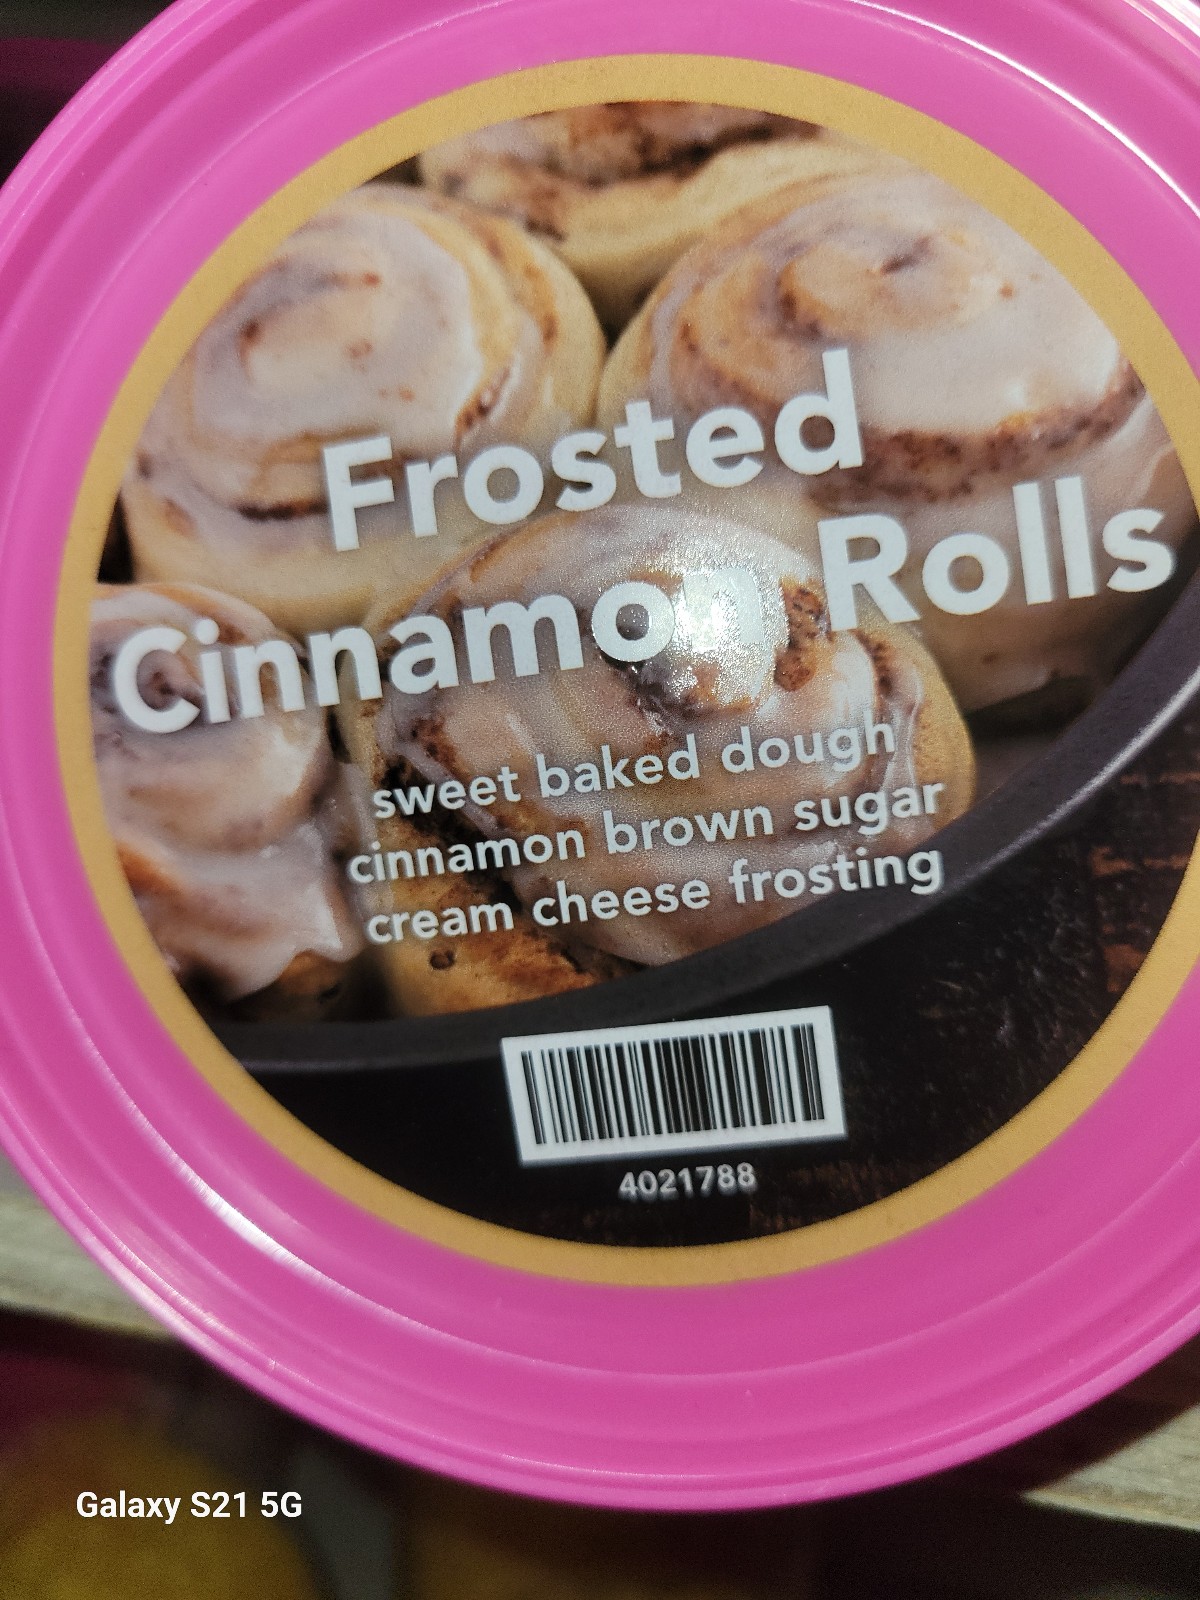 Frosted
Cinnamon Rolls
sweet baked dough
cinnamon brown sugar
cream cheese frosting
4021788
Galaxy S21 5G